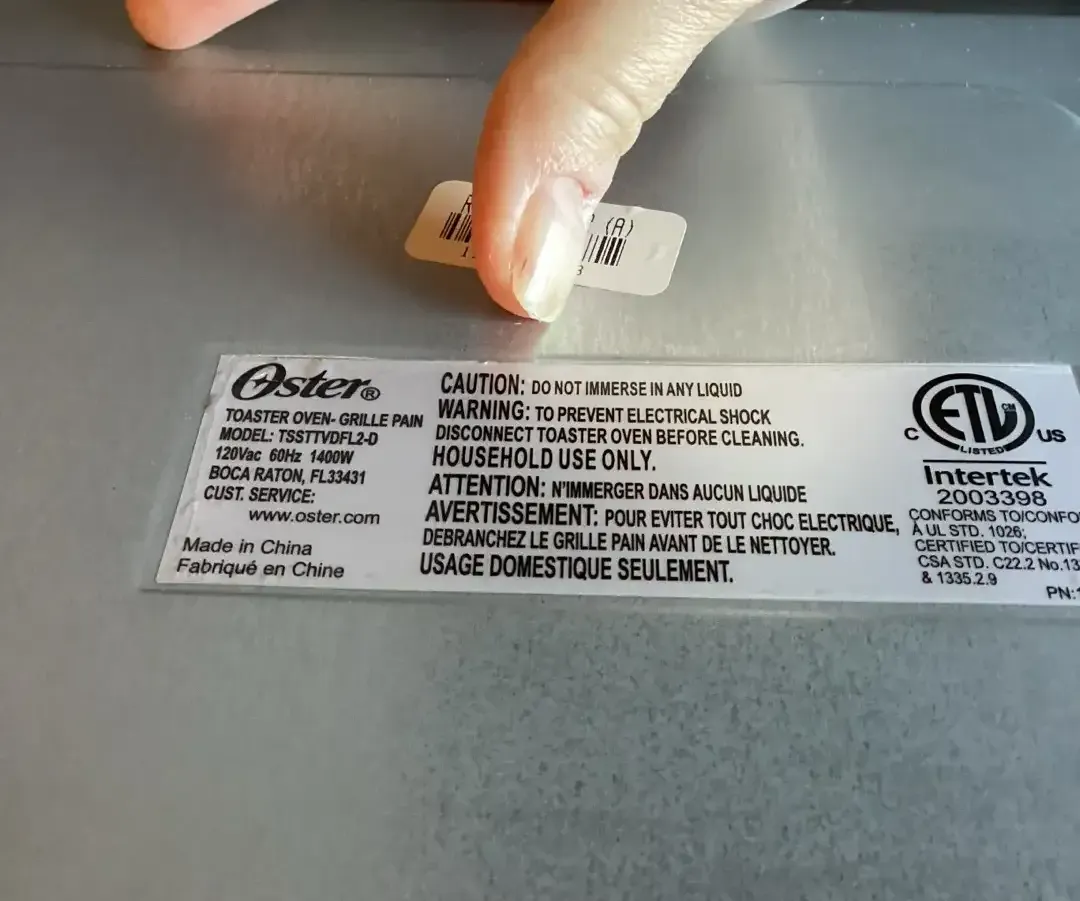 (A)
Oster®
TOASTER OVEN- GRILLE PAIN
MODEL: TSSTTVDFL2-D
120Vac 60Hz 1400W
BOCA RATON, FL33431
CUST. SERVICE:
www.oster.com
Made in China
Fabriqué en Chine
CAUTION: DO NOT IMMERSE IN ANY LIQUID
WARNING: TO PREVENT ELECTRICAL SHOCK
DISCONNECT TOASTER OVEN BEFORE CLEANING.
HOUSEHOLD USE ONLY.
ATTENTION: N'IMMERGER DANS AUCUN LIQUIDE
AVERTISSEMENT: POUR EVITER TOUT CHOC ELECTRIQUE,
DEBRANCHEZ LE GRILLE PAIN AVANT DE LE NETTOYER.
USAGE DOMESTIQUE SEULEMENT.
ETL CM
C US
LISTED
Intertek
2003398
CONFORMS TO/CONFO
À UL STD. 1026;
CERTIFIED TO/CERTIF
CSA STD. C22.2 No.13
& 1335.2.9
PN:1